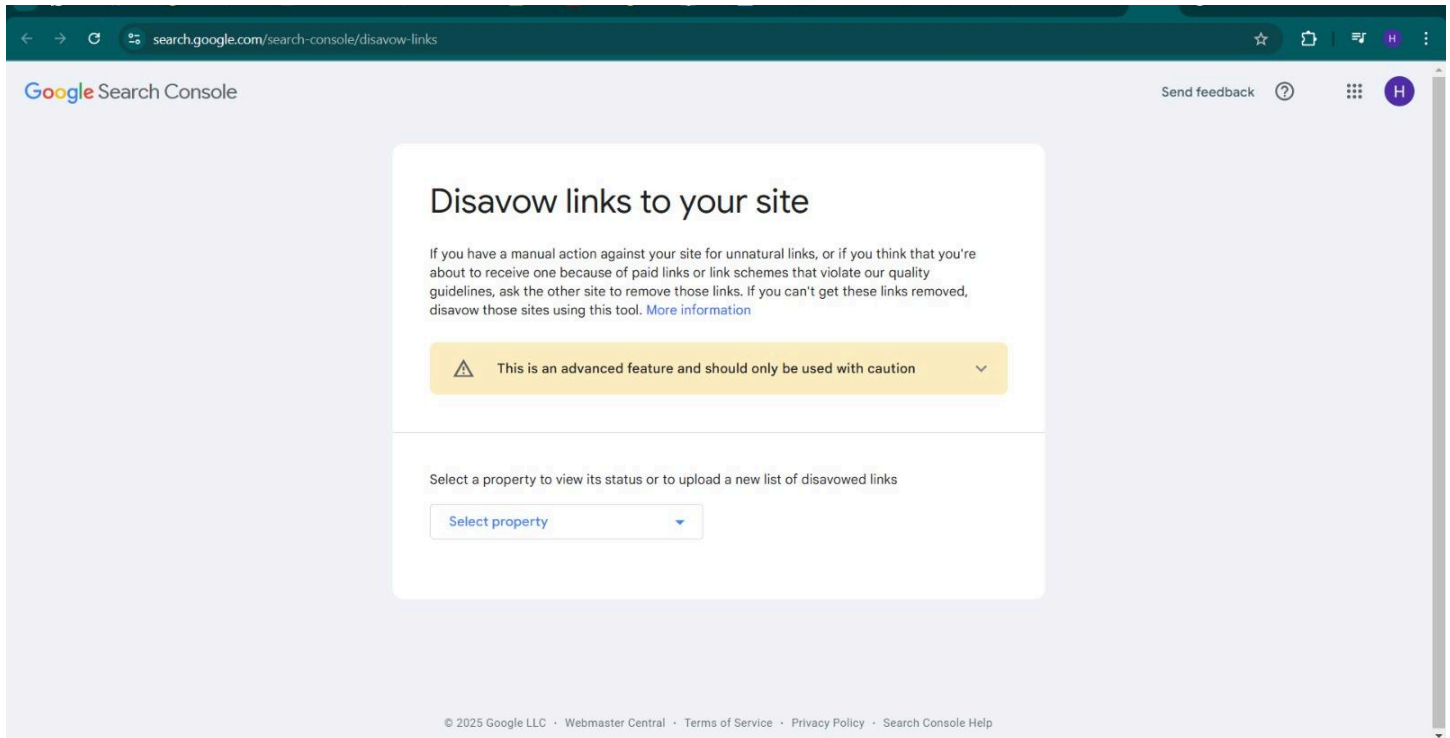 search.google.com/search-console/disavow-links
H
Google Search Console
Send feedback
H
Disavow links to your site
If you have a manual action against your site for unnatural links, or if you think that you're
about to receive one because of paid links or link schemes that violate our quality
guidelines, ask the other site to remove those links. If you can't get these links removed,
disavow those sites using this tool. More information
This is an advanced feature and should only be used with caution
Select a property to view its status or to upload a new list of disavowed links
Select property
© 2025 Google LLC · Webmaster Central · Terms of Service · Privacy Policy · Search Console Help